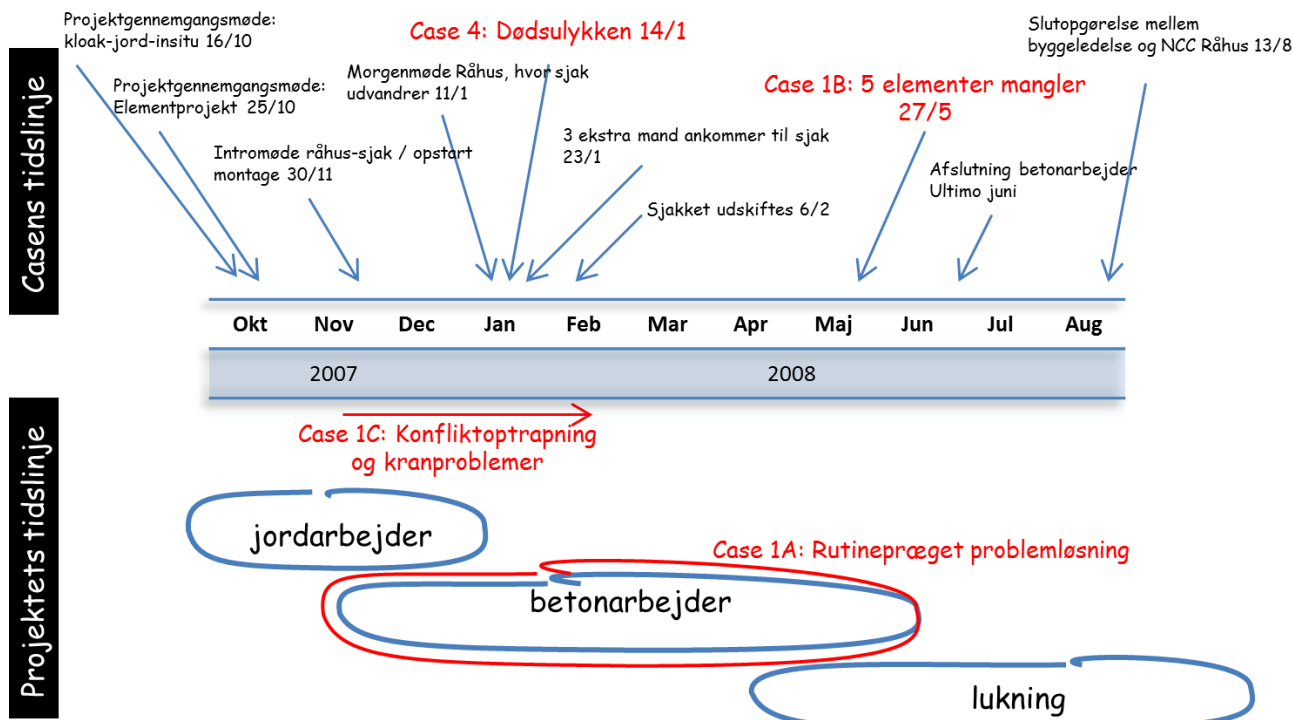 Casens tidslinje
Projektgennemgangsmøde:
kloak-jord-insitu 16/10
Projektgennemgangsmøde:
Elementprojekt 25/10
Intromøde råhus-sjak / opstart
montage 30/11
Case 4: Dødsulykken 14/1
Morgenmøde Råhus, hvor sjak
udvandrer 11/1
3 ekstra mand ankommer til sjak
23/1
Sjakket udskiftes 6/2
Case 1B: 5 elementer mangler
27/5
Afslutning betonarbejder
Ultimo juni
Slutopgørelse mellem
byggeledelse og NCC Råhus 13/8
Okt Nov Dec Jan Feb Mar Apr Maj Jun Jul Aug
2007 2008
Projektets tidslinje
Case 1C: Konfliktoptrapning
og kranproblemer
jordarbejder
Case 1A: Rutinepræget problemløsning
betonarbejder
lukning